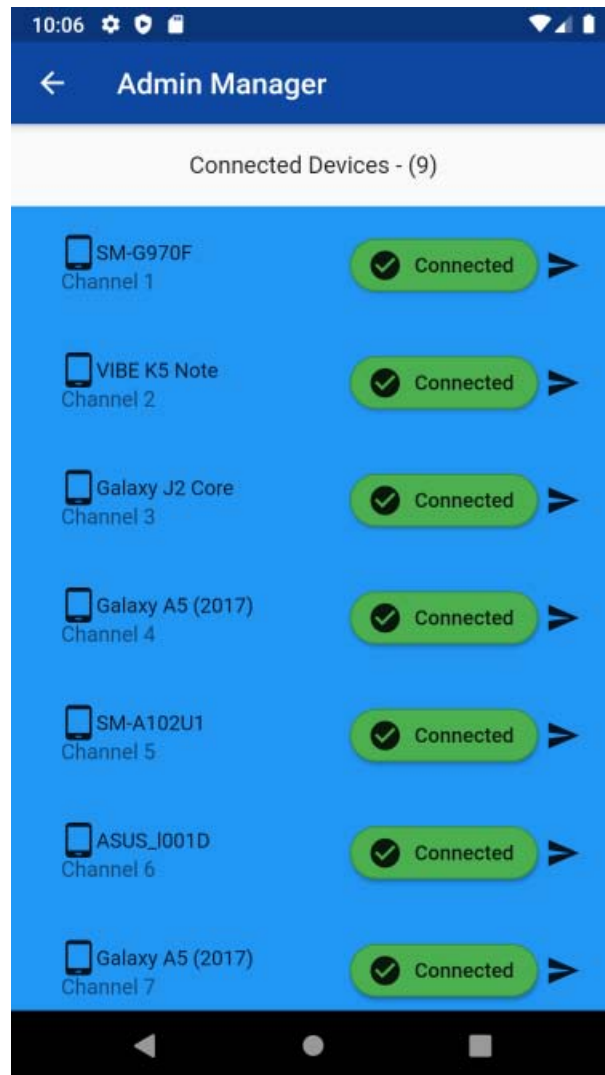 10:06
Admin Manager
Connected Devices - (9)
SM-G970F
Channel 1
Connected
VIBE K5 Note
Channel 2
Connected
Galaxy J2 Core
Channel 3
Connected
Galaxy A5 (2017)
Channel 4
Connected
SM-A102U1
Channel 5
Connected
ASUS_I001D
Channel 6
Connected
Galaxy A5 (2017)
Channel 7
Connected